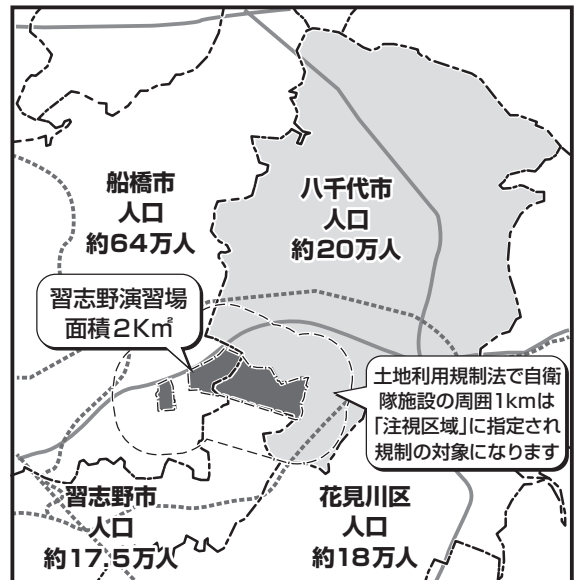 船橋市
人口
約64万人
八千代市
人口
約20万人
習志野演習場
面積2K㎡
土地利用規制法で自衛
隊施設の周囲1kmは
「注視区域」に指定され
規制の対象になります
習志野市
人口
約17.5万人
花見川区
人口
約18万人